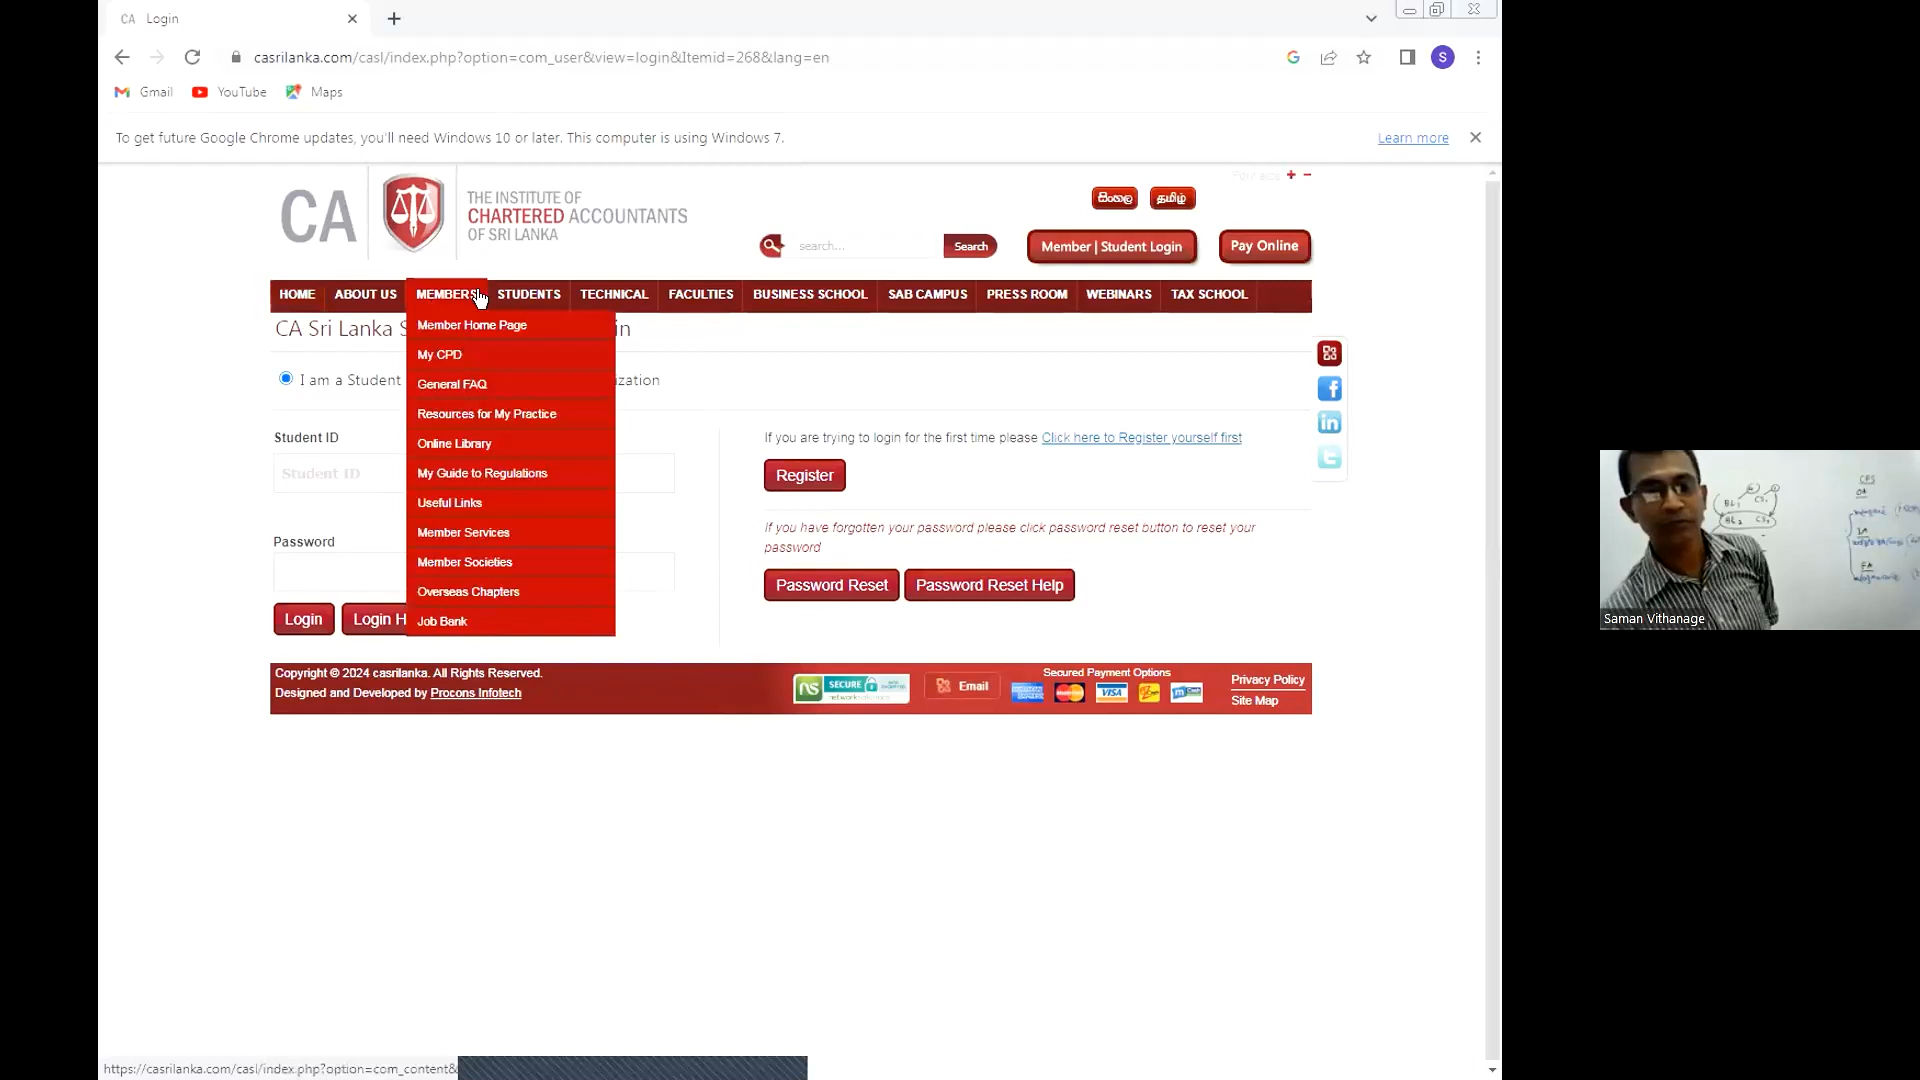 CA Login
casrilanka.com/casl/index.php?option=com_user&view=login&Itemid=268&lang=en
S
Gmail YouTube Maps
To get future Google Chrome updates, you'll need Windows 10 or later. This computer is using Windows 7. Learn more
Font size + -
CA
THE INSTITUTE OF
CHARTERED ACCOUNTANTS
OF SRI LANKA
සිංහල தமிழ்
search... Search Member | Student Login Pay Online
HOME ABOUT US MEMBERS STUDENTS TECHNICAL FACULTIES BUSINESS SCHOOL SAB CAMPUS PRESS ROOM WEBINARS TAX SCHOOL
CA Sri Lanka S in
Member Home Page
My CPD
General FAQ
Resources for My Practice
Online Library
My Guide to Regulations
Useful Links
Member Services
Member Societies
Overseas Chapters
Job Bank
I am a Student ization
Student ID
Student ID
Password
Login Login H
If you are trying to login for the first time please Click here to Register yourself first
Register
If you have forgotten your password please click password reset button to reset your
password
Password Reset Password Reset Help
Copyright © 2024 casrilanka. All Rights Reserved.
Designed and Developed by Procons Infotech
SECURE
Email
Secured Payment Options
VISA
Privacy Policy
Site Map
Saman Vithanage
https://casrilanka.com/casl/index.php?option=com_content&